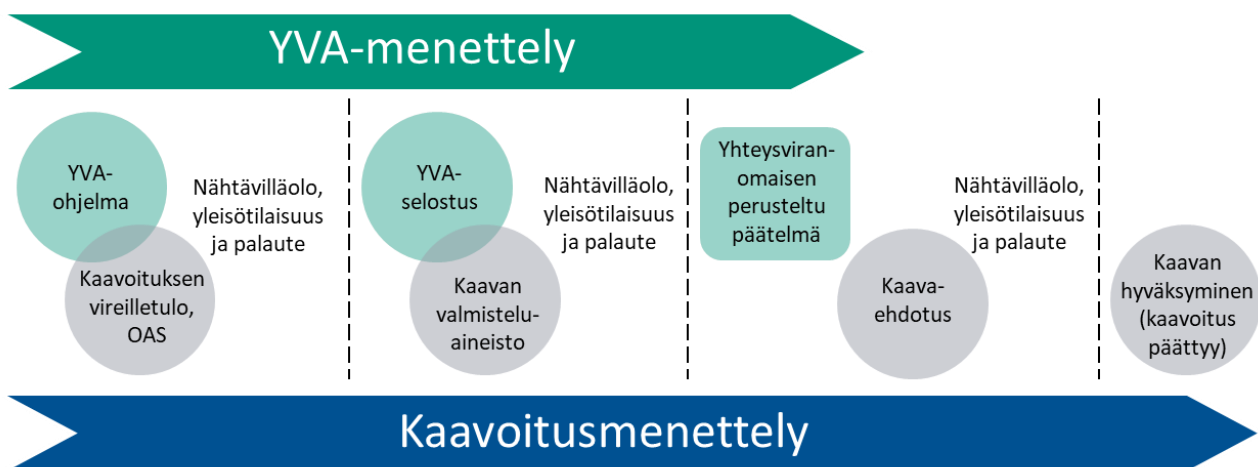 YVA-menettely
YVA-
ohjelma
Kaavoituksen
vireilletulo,
OAS
Nähtävilläolo,
yleisötilaisuus
ja palaute
YVA-
selostus
Kaavan
valmistelu-
aineisto
Nähtävilläolo,
yleisötilaisuus
ja palaute
Yhteysviran-
omaisen
perusteltu
päätelmä
Kaava-
ehdotus
Nähtävilläolo,
yleisötilaisuus
ja palaute
Kaavan
hyväksyminen
(kaavoitus
päättyy)
Kaavoitusmenettely